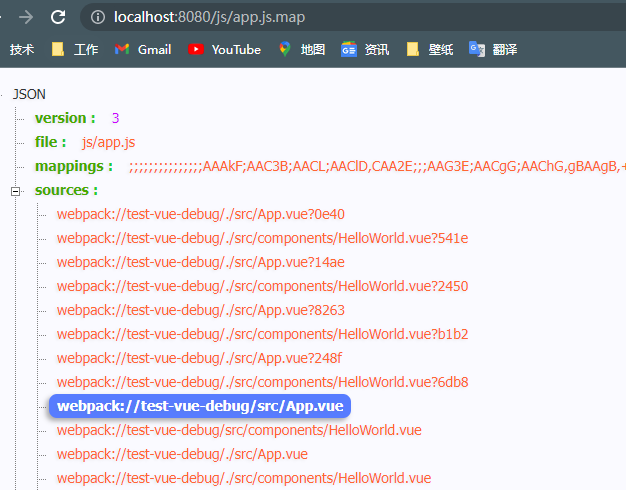 localhost:8080/js/app.js.map
技术 工作 Gmail YouTube 地图 资讯 壁纸 翻译
JSON
version : 3
file : js/app.js
mappings : ;;;;;;;;;;;;;;;AAAkF;AAC3B;AACL;AAClD,CAA2E;;;AAG3E;AACgG;AAChG,gBAAgB,+
sources :
webpack://test-vue-debug/./src/App.vue?0e40
webpack://test-vue-debug/./src/components/HelloWorld.vue?541e
webpack://test-vue-debug/./src/App.vue?14ae
webpack://test-vue-debug/./src/components/HelloWorld.vue?2450
webpack://test-vue-debug/./src/App.vue?8263
webpack://test-vue-debug/./src/components/HelloWorld.vue?b1b2
webpack://test-vue-debug/./src/App.vue?248f
webpack://test-vue-debug/./src/components/HelloWorld.vue?6db8
webpack://test-vue-debug/src/App.vue
webpack://test-vue-debug/src/components/HelloWorld.vue
webpack://test-vue-debug/./src/App.vue
webpack://test-vue-debug/./src/components/HelloWorld.vue